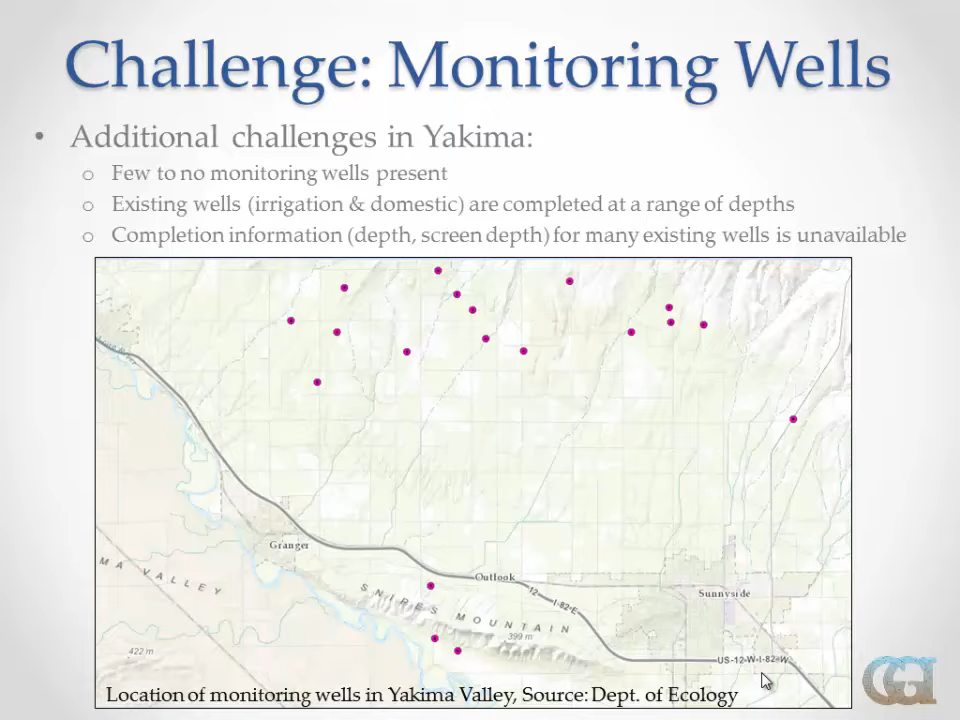 Challenge: Monitoring Wells
• Additional challenges in Yakima:
o Few to no monitoring wells present
o Existing wells (irrigation & domestic) are completed at a range of depths
o Completion information (depth, screen depth) for many existing wells is unavailable
Granger
MA VALLEY
Outlook
12
I-82-E
SNIPES MOUNTAIN
Sunnyside
399 m
422 m
US-12-W-I-82-W
Location of monitoring wells in Yakima Valley, Source: Dept. of Ecology